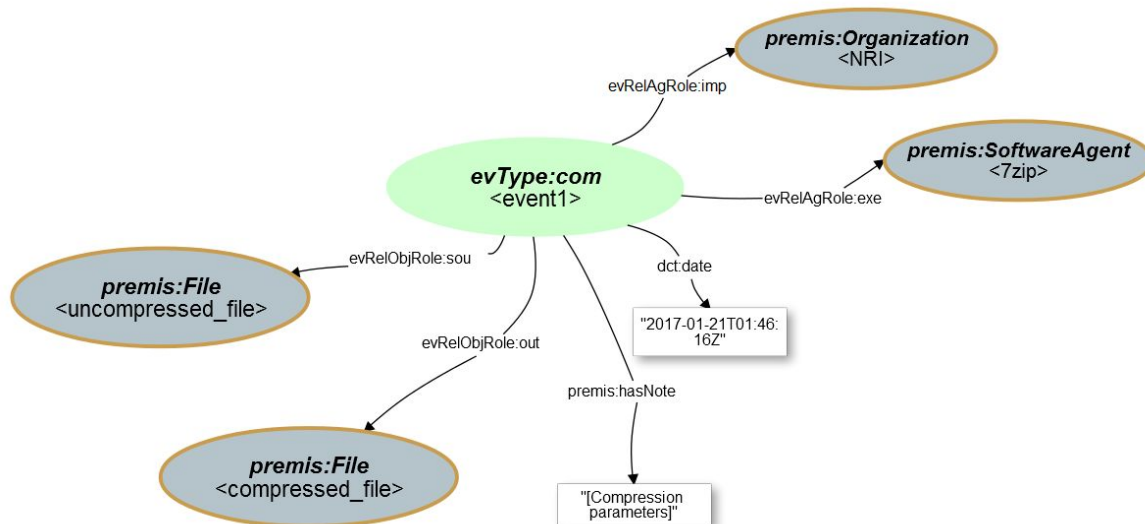 premis:Organization
<NRI>
evRelAgRole:imp
premis:SoftwareAgent
<7zip>
evType:com
<event1>
evRelAgRole:exe
evRelObjRole:sou
dct:date
premis:File
<uncompressed_file>
"2017-01-21T01:46:
16Z"
evRelObjRole:out
premis:hasNote
premis:File
<compressed_file>
"[Compression
parameters]"